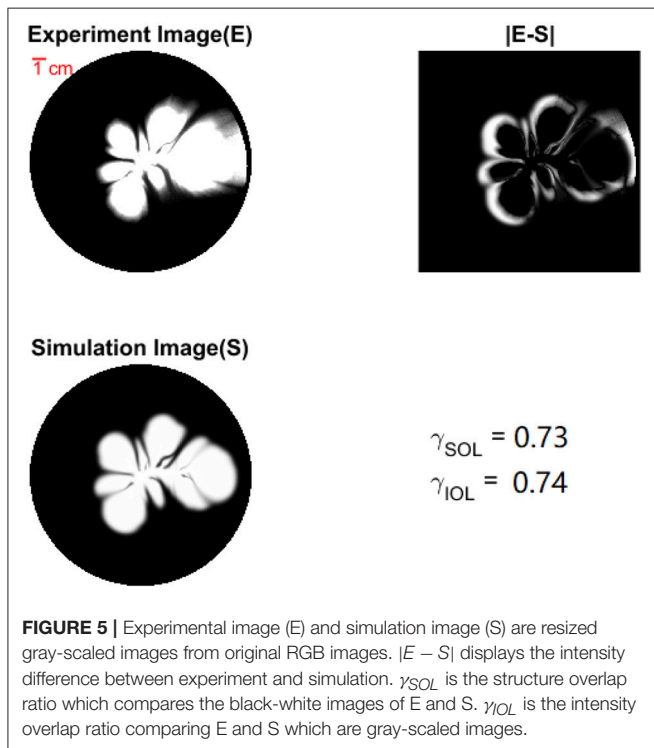 Experiment Image(E)
|E-S|
1 cm
Simulation Image(S)
γSOL = 0.73
γIOL = 0.74
FIGURE 5 | Experimental image (E) and simulation image (S) are resized
gray-scaled images from original RGB images. |E − S| displays the intensity
difference between experiment and simulation. γSOL is the structure overlap
ratio which compares the black-white images of E and S. γIOL is the intensity
overlap ratio comparing E and S which are gray-scaled images.